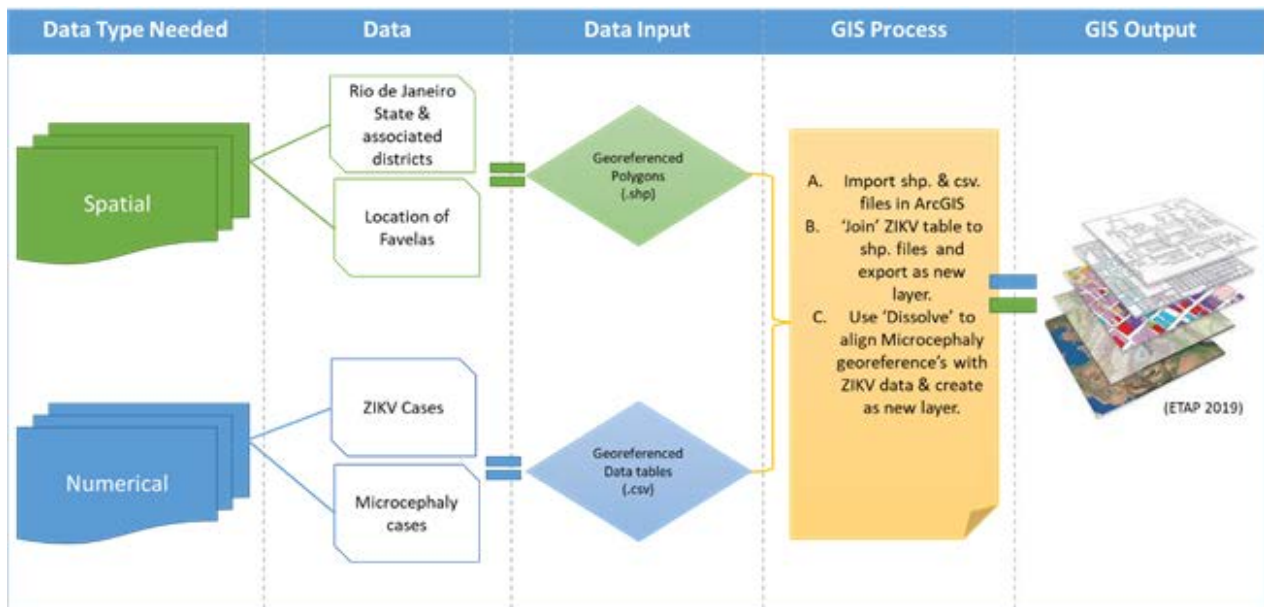 Data Type Needed
Data
Data Input
GIS Process
GIS Output
Spatial
Rio de Janeiro
State &
associated
districts
Location of
Favelas
Georeferenced
Polygons
(.shp)
Numerical
ZIKV Cases
Microcephaly
cases
Georeferenced
Data tables
(.csv)
A. Import shp. & csv.
files in ArcGIS
B. ‘Join’ ZIKV table to
shp. files and
export as new
layer.
C. Use ‘Dissolve’ to
align Microcephaly
georeference’s with
ZIKV data & create
as new layer.
(ETAP 2019)